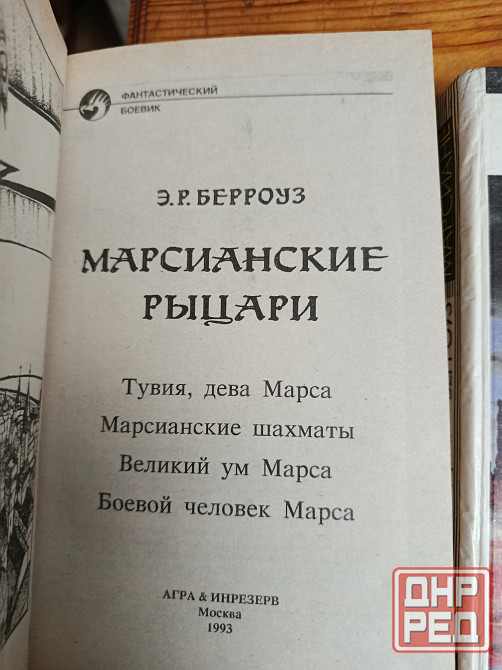 ФАНТАСТИЧЕСКИЙ
БОЕВИК
Э.Р. БЕРРОУЗ
МАРСИАНСКИЕ
РЫЦАРИ
Тувия, дева Марса
Марсианские шахматы
Великий ум Марса
Боевой человек Марса
АГРА & ИНРЕЗЕРВ
Москва
1993
ДНР
РЕД